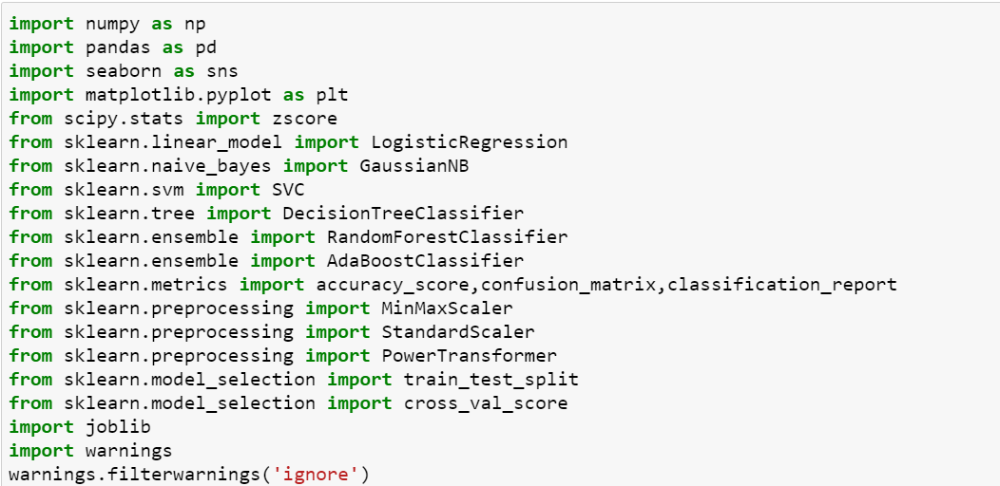 import numpy as np
import pandas as pd
import seaborn as sns
import matplotlib.pyplot as plt
from scipy.stats import zscore
from sklearn.linear_model import LogisticRegression
from sklearn.naive_bayes import GaussianNB
from sklearn.svm import SVC
from sklearn.tree import DecisionTreeClassifier
from sklearn.ensemble import RandomForestClassifier
from sklearn.ensemble import AdaBoostClassifier
from sklearn.metrics import accuracy_score,confusion_matrix,classification_report
from sklearn.preprocessing import MinMaxScaler
from sklearn.preprocessing import StandardScaler
from sklearn.preprocessing import PowerTransformer
from sklearn.model_selection import train_test_split
from sklearn.model_selection import cross_val_score
import joblib
import warnings
warnings.filterwarnings('ignore')